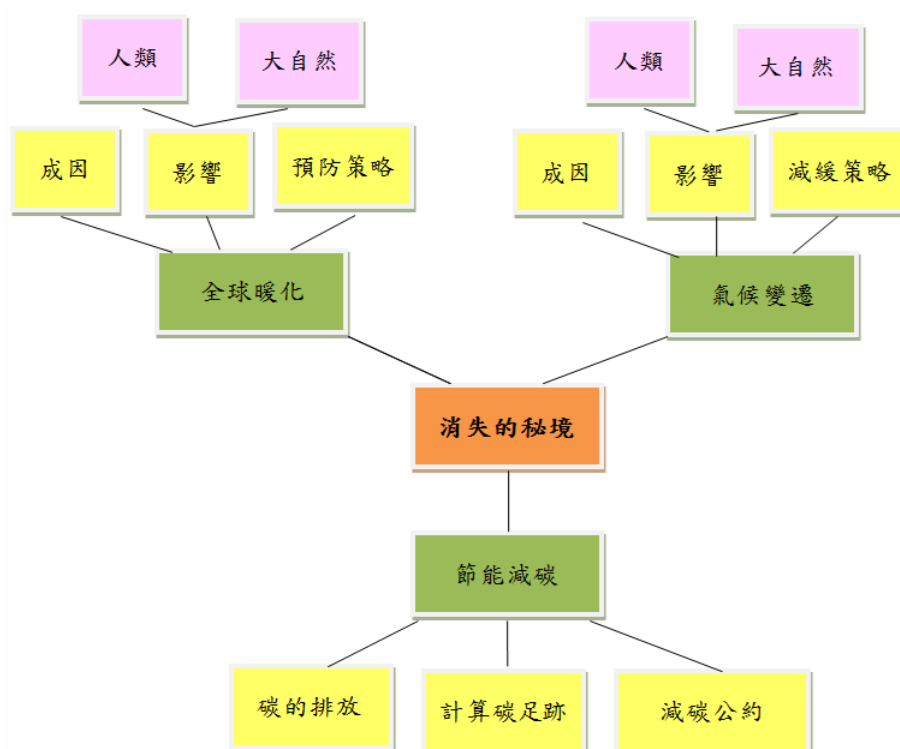 人類
大自然
人類
大自然
成因
影響
預防策略
成因
影響
減緩策略
全球暖化
氣候變遷
消失的秘境
節能減碳
碳的排放
計算碳足跡
減碳公約